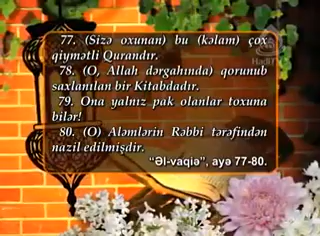 77. (Sizə oxunan) bu (kəlam) çox
qiymətli Qurandır.
78. (O, Allah dərgahında) qorunub
saxlanılan bir Kitabdadır.
79. Ona yalnız pak olanlar toxuna
bilər!
80. (O) Aləmlərin Rəbbi tərəfindən
nazil edilmişdir.
“Əl-vaqiə”, ayə 77-80.